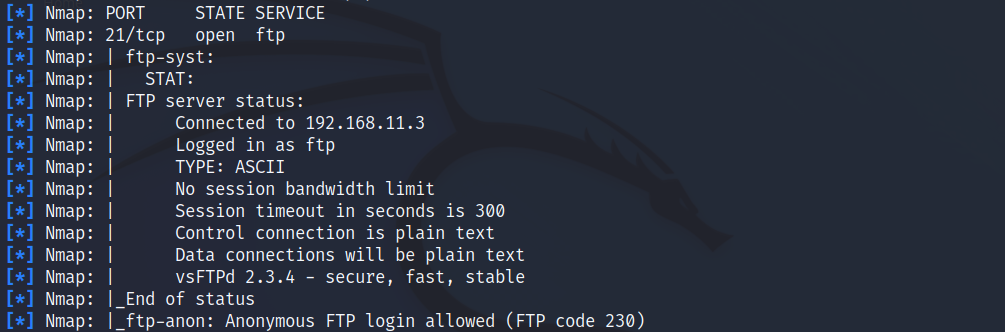 [*] Nmap: PORT     STATE SERVICE
[*] Nmap: 21/tcp   open  ftp
[*] Nmap: | ftp-syst:
[*] Nmap: |   STAT:
[*] Nmap: | FTP server status:
[*] Nmap: |      Connected to 192.168.11.3
[*] Nmap: |      Logged in as ftp
[*] Nmap: |      TYPE: ASCII
[*] Nmap: |      No session bandwidth limit
[*] Nmap: |      Session timeout in seconds is 300
[*] Nmap: |      Control connection is plain text
[*] Nmap: |      Data connections will be plain text
[*] Nmap: |      vsFTPd 2.3.4 - secure, fast, stable
[*] Nmap: |_End of status
[*] Nmap: |_ftp-anon: Anonymous FTP login allowed (FTP code 230)